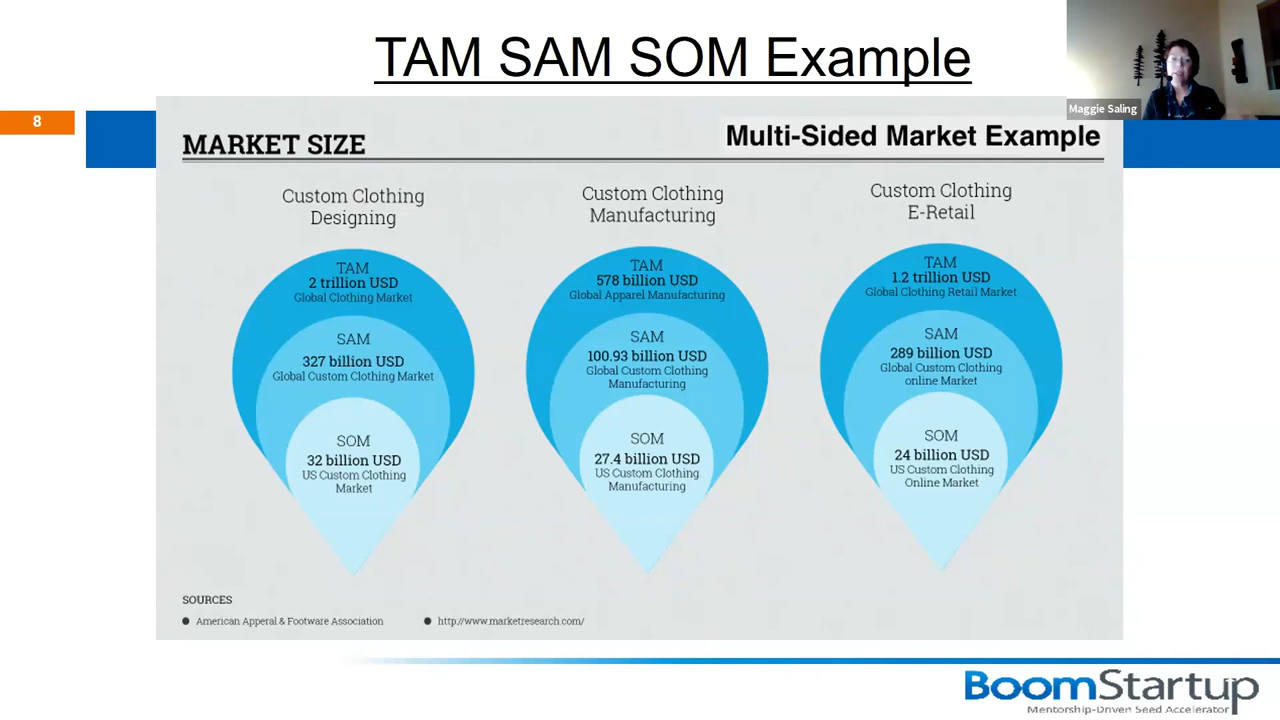 TAM SAM SOM Example
Maggie Saling
8
MARKET SIZE
Multi-Sided Market Example
Custom Clothing
Designing
TAM
2 trillion USD
Global Clothing Market
SAM
327 billion USD
Global Custom Clothing Market
SOM
32 billion USD
US Custom Clothing
Market
Custom Clothing
Manufacturing
TAM
578 billion USD
Global Apparel Manufacturing
SAM
100.93 billion USD
Global Custom Clothing
Manufacturing
SOM
27.4 billion USD
US Custom Clothing
Manufacturing
Custom Clothing
E-Retail
TAM
1.2 trillion USD
Global Clothing Retail Market
SAM
289 billion USD
Global Custom Clothing
online Market
SOM
24 billion USD
US Custom Clothing
Online Market
SOURCES
American Apperal & Footware Association
http://www.marketresearch.com/
BoomStartup
Mentorship-Driven Seed Accelerator